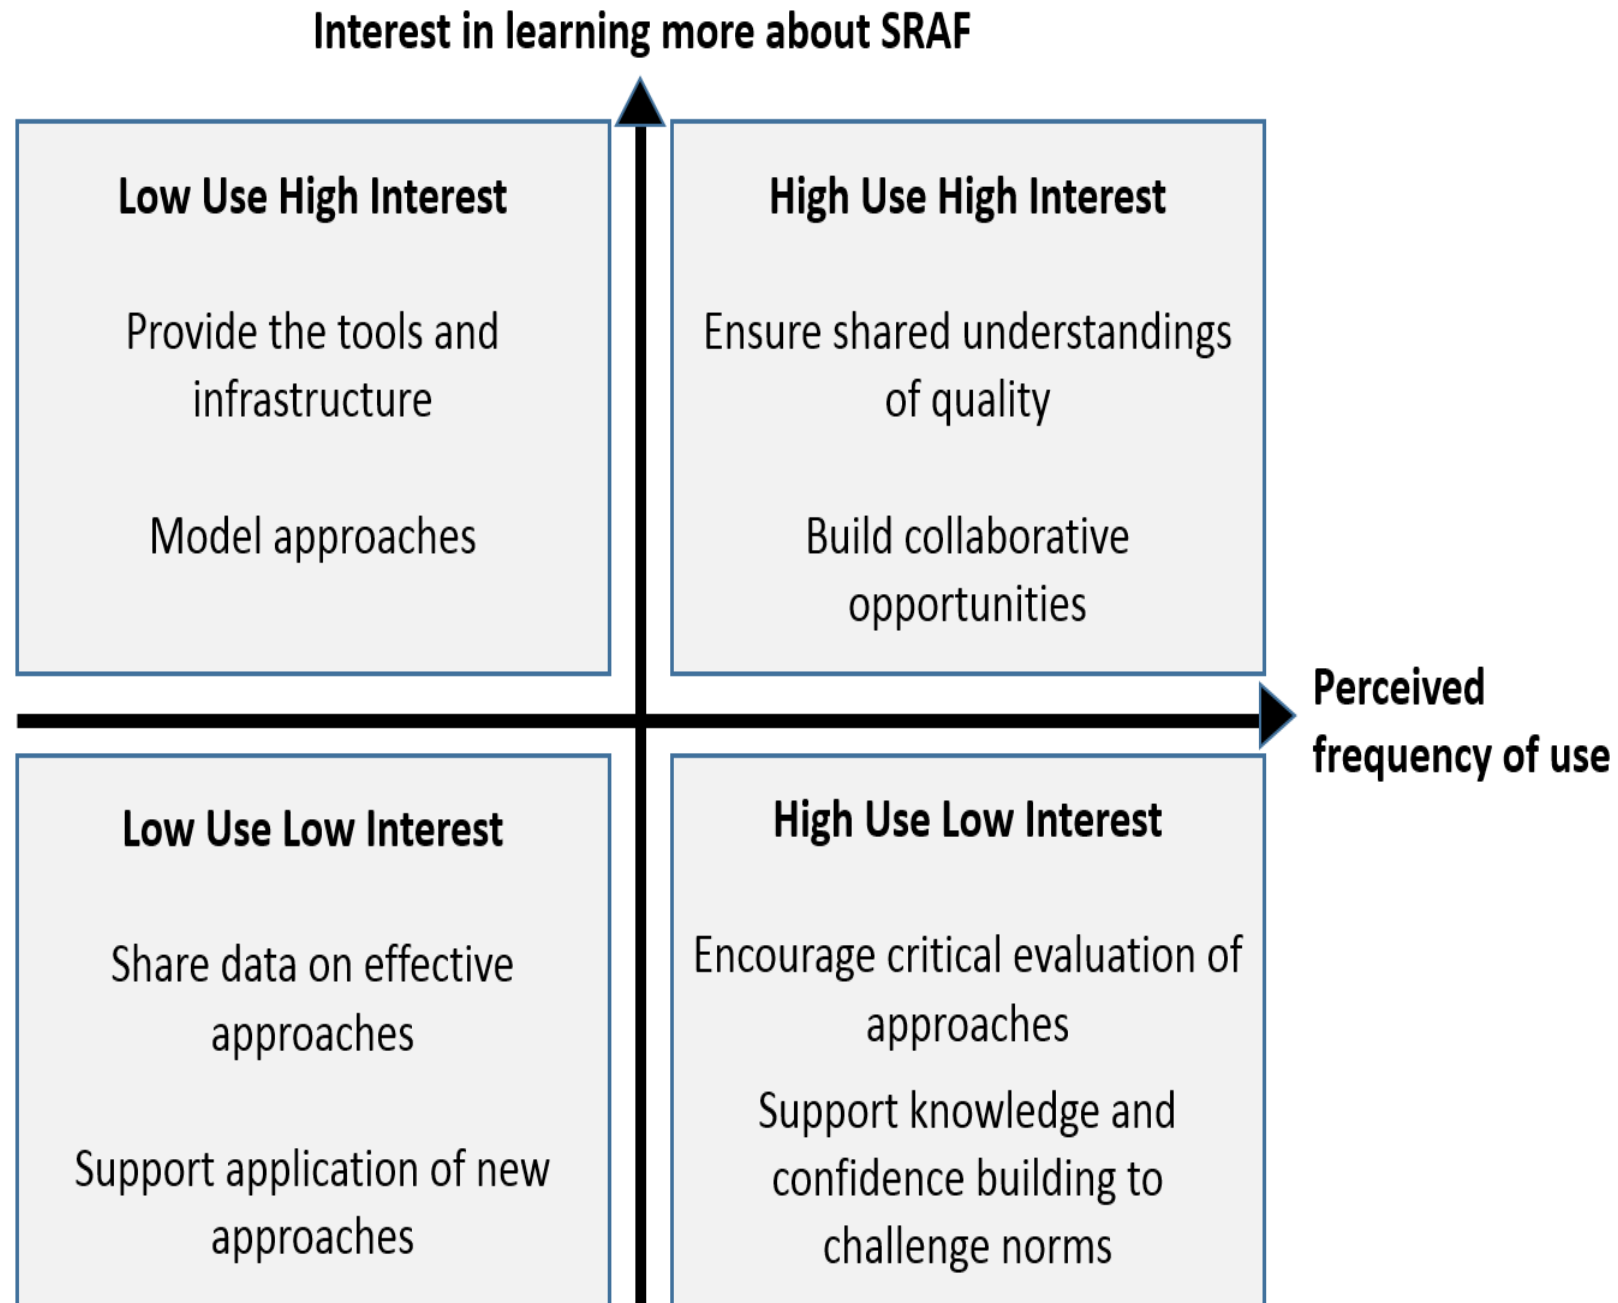 Interest in learning more about SRAF
Low Use High Interest
Provide the tools and
infrastructure
Model approaches
High Use High Interest
Ensure shared understandings
of quality
Build collaborative
opportunities
Perceived
frequency of use
Low Use Low Interest
Share data on effective
approaches
Support application of new
approaches
High Use Low Interest
Encourage critical evaluation of
approaches
Support knowledge and
confidence building to
challenge norms